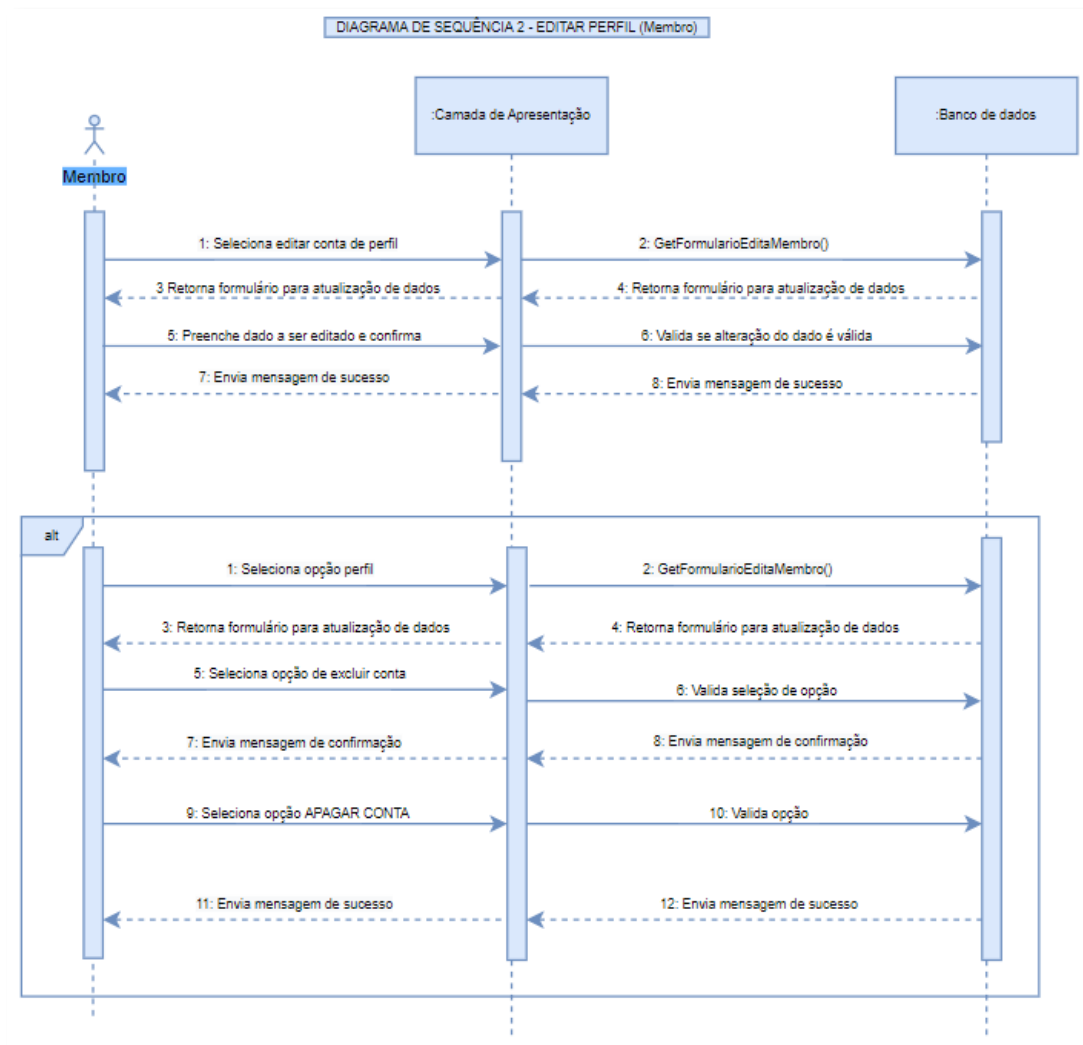 DIAGRAMA DE SEQUÊNCIA 2 - EDITAR PERFIL (Membro)
:Camada de Apresentação
:Banco de dados
Membro
1: Seleciona editar conta de perfil
2: GetFormularioEditaMembro()
3 Retorna formulário para atualização de dados
4: Retorna formulário para atualização de dados
5: Preenche dado a ser editado e confirma
6: Valida se alteração do dado é válida
7: Envia mensagem de sucesso
8: Envia mensagem de sucesso
alt
1: Seleciona opção perfil
2: GetFormularioEditaMembro()
3: Retorna formulário para atualização de dados
4: Retorna formulário para atualização de dados
5: Seleciona opção de excluir conta
6: Valida seleção de opção
7: Envia mensagem de confirmação
8: Envia mensagem de confirmação
9: Seleciona opção APAGAR CONTA
10: Valida opção
11: Envia mensagem de sucesso
12: Envia mensagem de sucesso